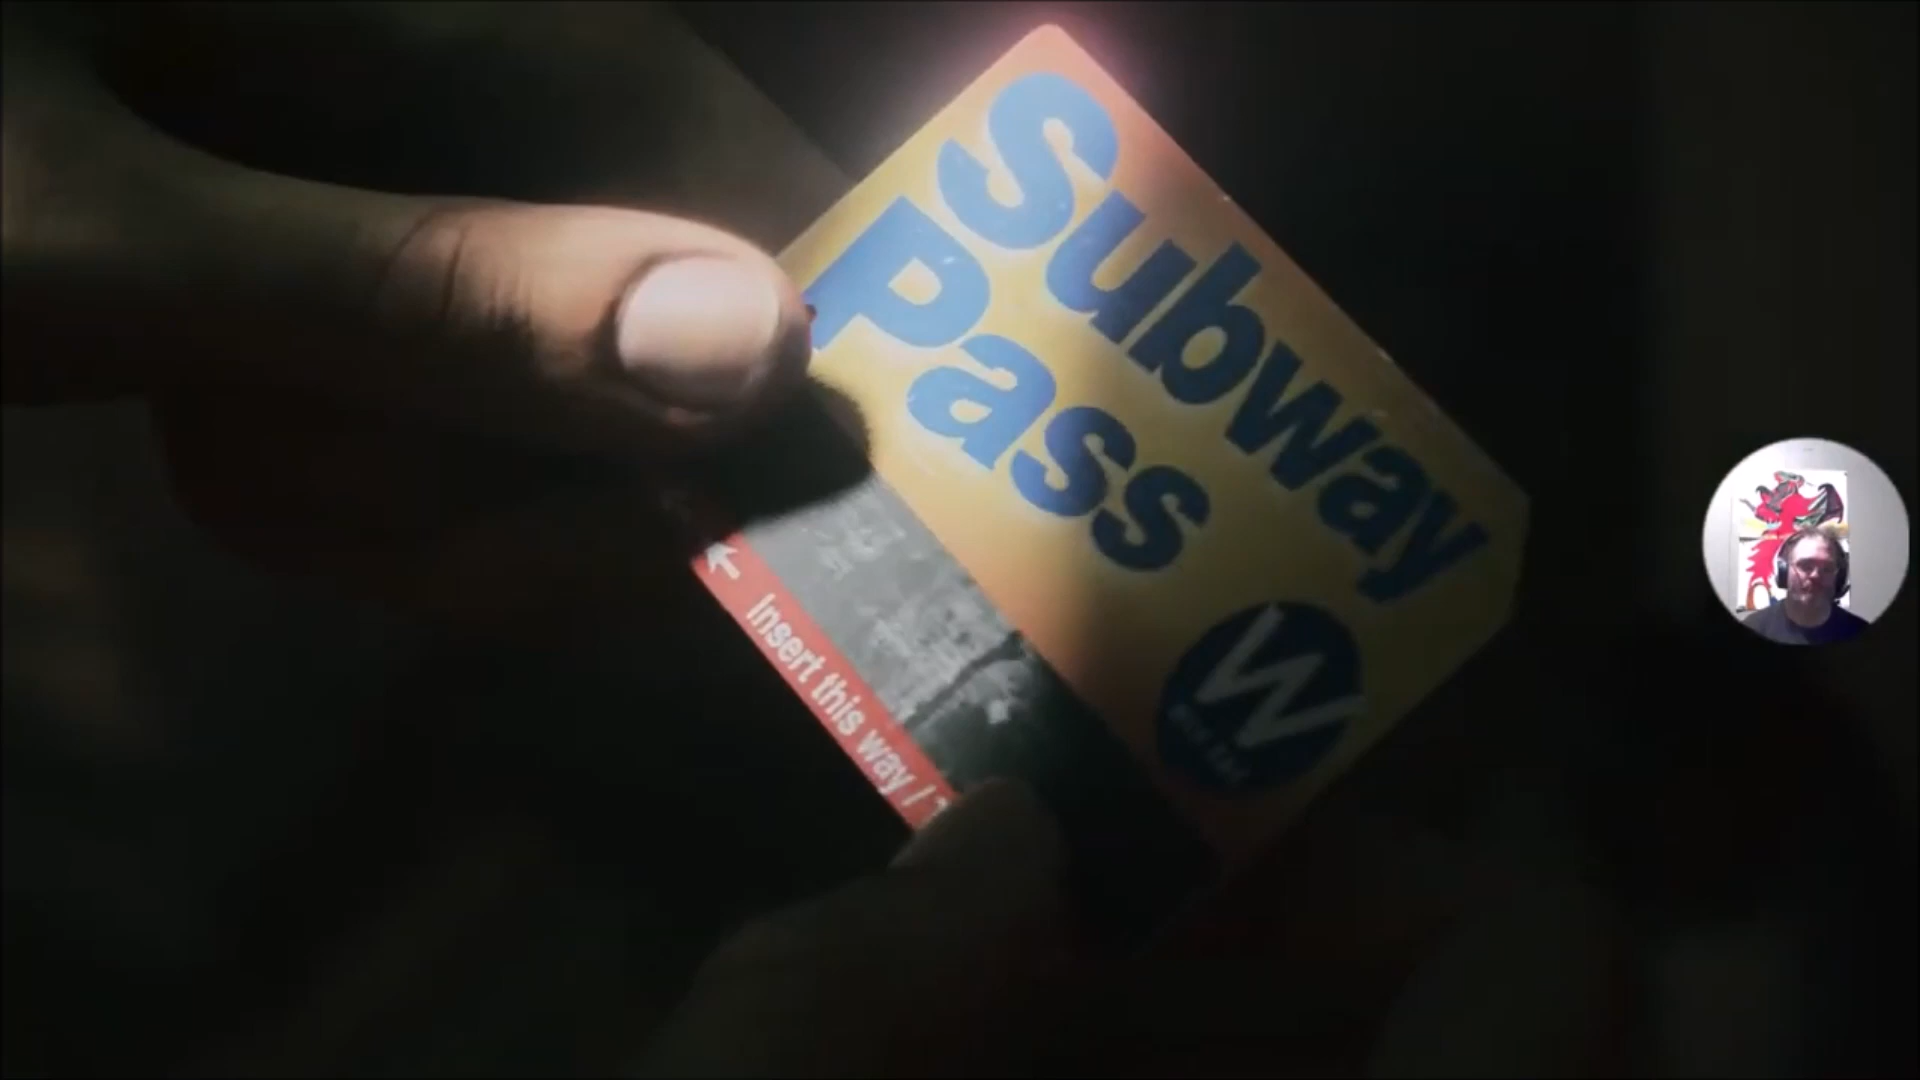 Subway
Pass
W
← Insert this way /